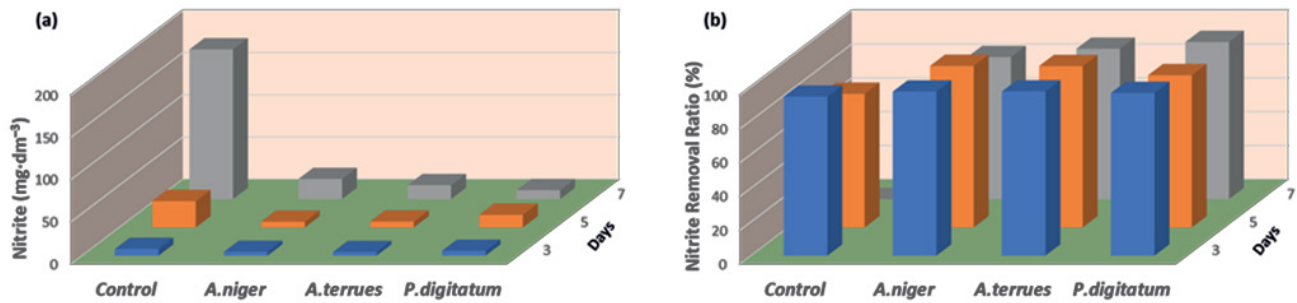 (a)
Nitrite (mg·dm⁻³)
200
150
100
50
0
Control
A.niger
A.terrues
P.digitatum
3
5
7
Days
(b)
Nitrite Removal Ratio (%)
100
80
60
40
20
0
Control
A.niger
A.terrues
P.digitatum
3
5
7
Days